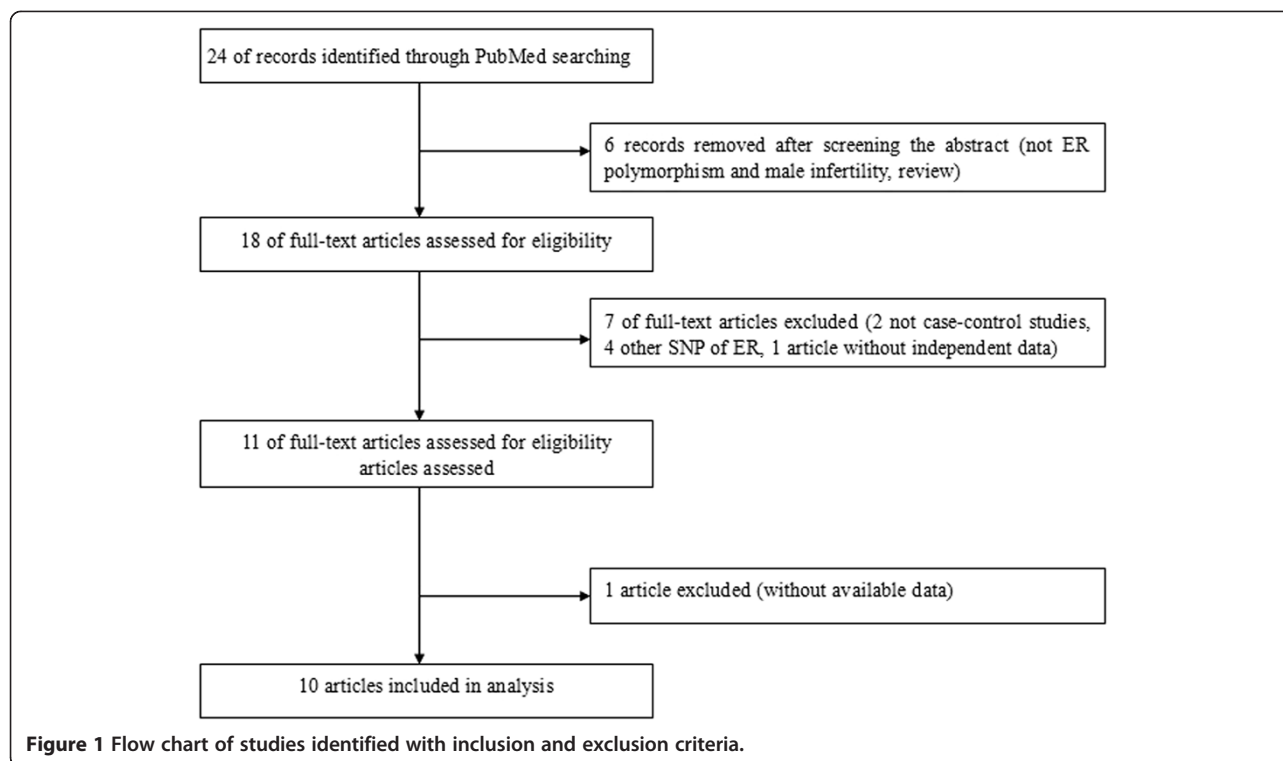 24 of records identified through PubMed searching
6 records removed after screening the abstract (not ER
polymorphism and male infertility, review)
18 of full-text articles assessed for eligibility
7 of full-text articles excluded (2 not case-control studies,
4 other SNP of ER, 1 article without independent data)
11 of full-text articles assessed for eligibility
articles assessed
1 article excluded (without available data)
10 articles included in analysis
Figure 1 Flow chart of studies identified with inclusion and exclusion criteria.